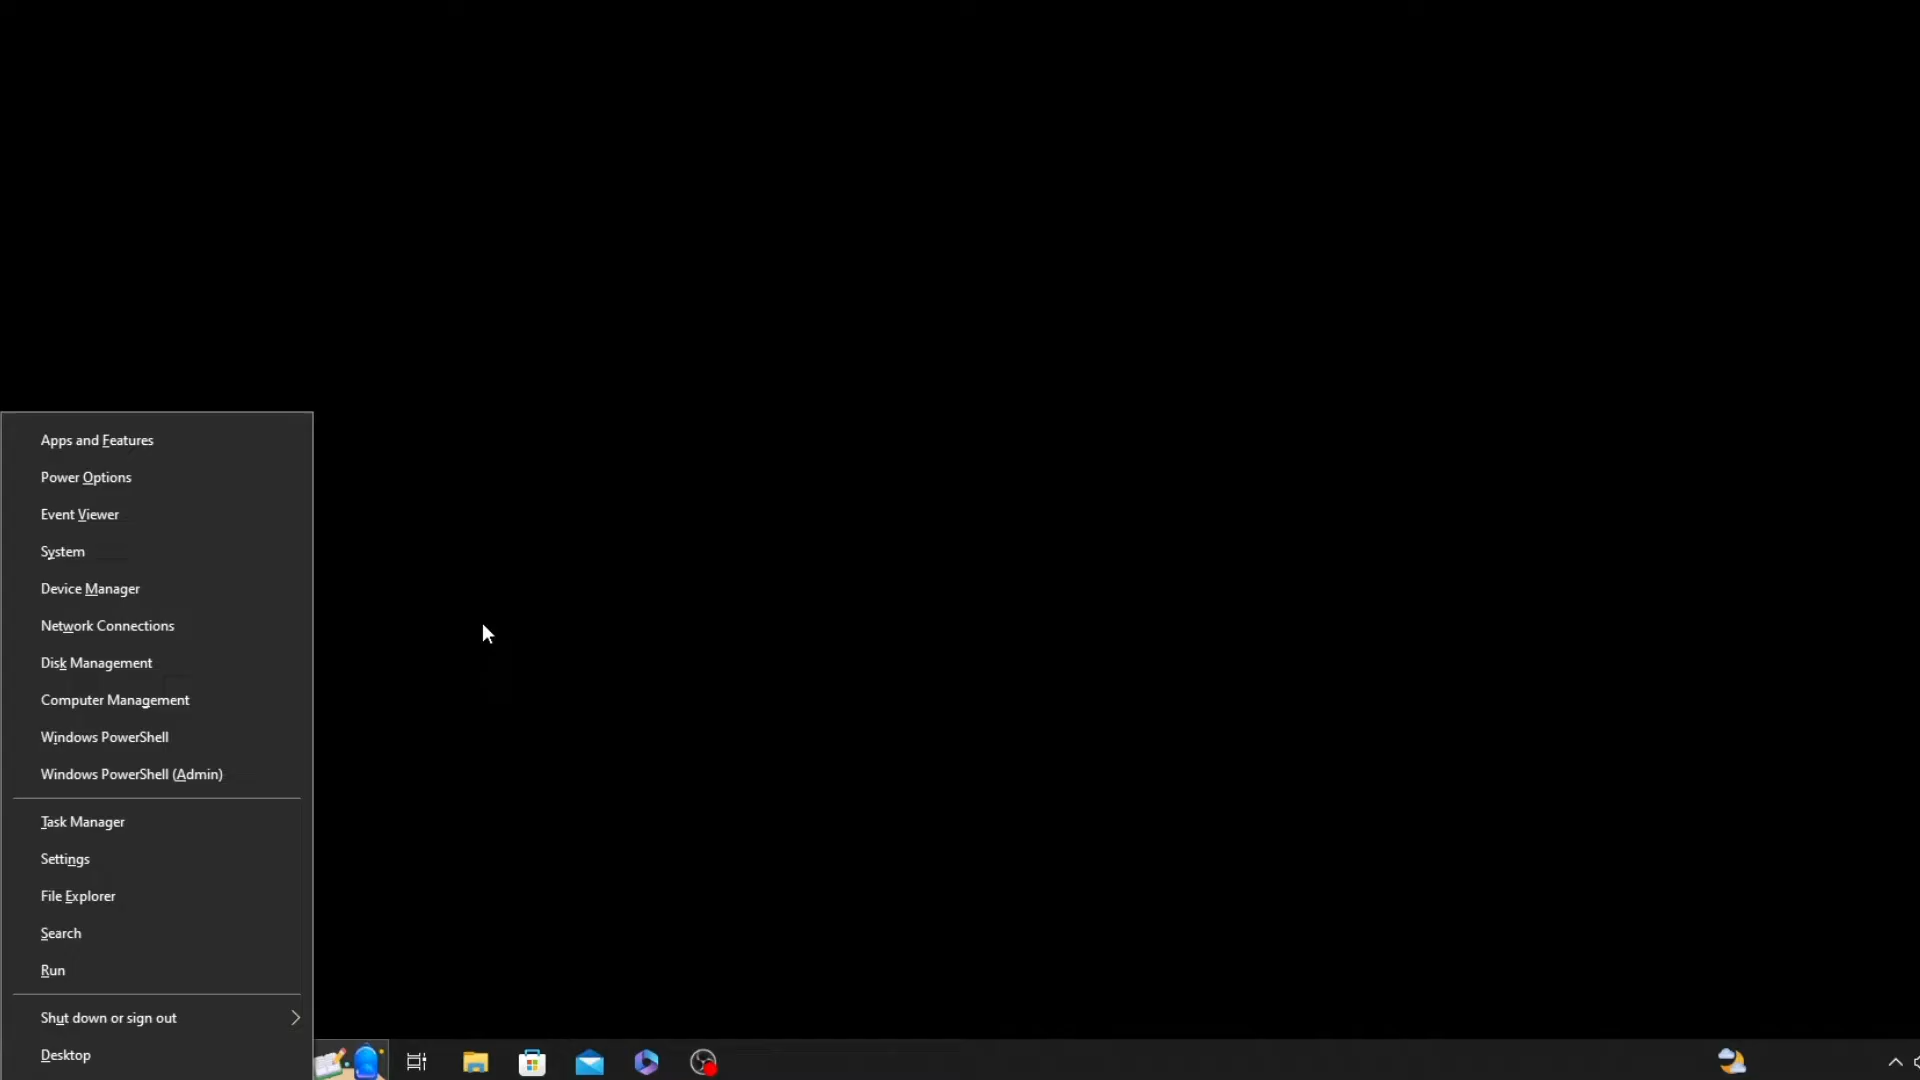 Apps and Features
Power Options
Event Viewer
System
Device Manager
Network Connections
Disk Management
Computer Management
Windows PowerShell
Windows PowerShell (Admin)
Task Manager
Settings
File Explorer
Search
Run
Shut down or sign out
Desktop